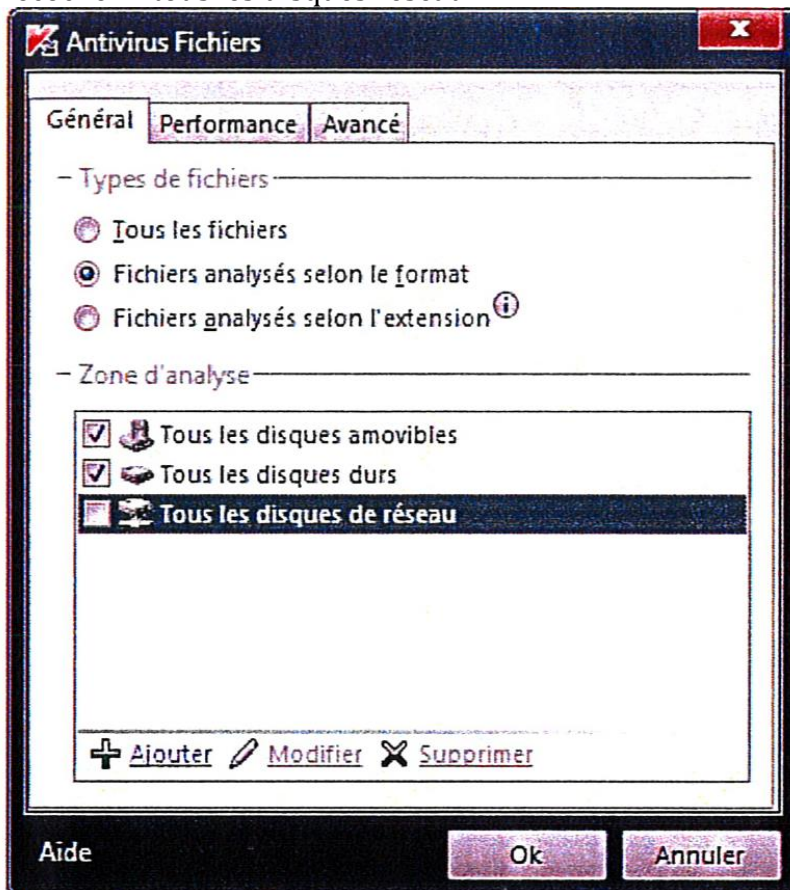 Antivirus Fichiers
x
Général Performance Avancé
Types de fichiers
Tous les fichiers
Fichiers analysés selon le format
Fichiers analysés selon l'extension
Zone d'analyse
Tous les disques amovibles
Tous les disques durs
Tous les disques de réseau
Ajouter Modifier Supprimer
Aide Ok Annuler